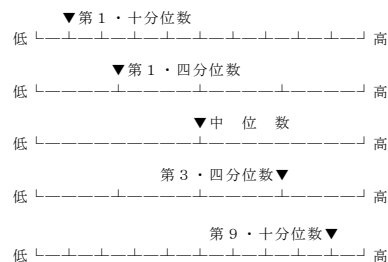 ▼第1・十分位数
低 高
▼第1・四分位数
低 高
▼中 位 数
低 高
第3・四分位数▼
低 高
第9・十分位数▼
低 高